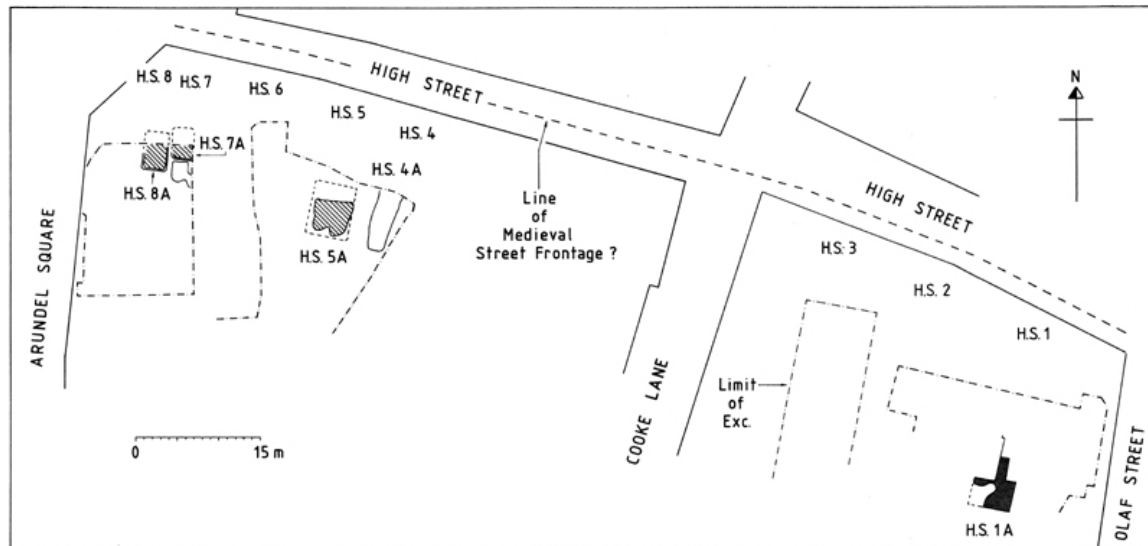 HIGH STREET
N
H.S. 8
H.S. 7
H.S. 6
H.S. 5
H.S. 4
H.S. 7A
H.S. 8A
H.S. 4A
H.S. 5A
Line
of
Medieval
Street Frontage ?
HIGH STREET
H.S. 3
H.S. 2
H.S. 1
ARUNDEL SQUARE
Limit
of
Exc.
COOKE LANE
0 15 m
OLAF STREET
H.S. 1A